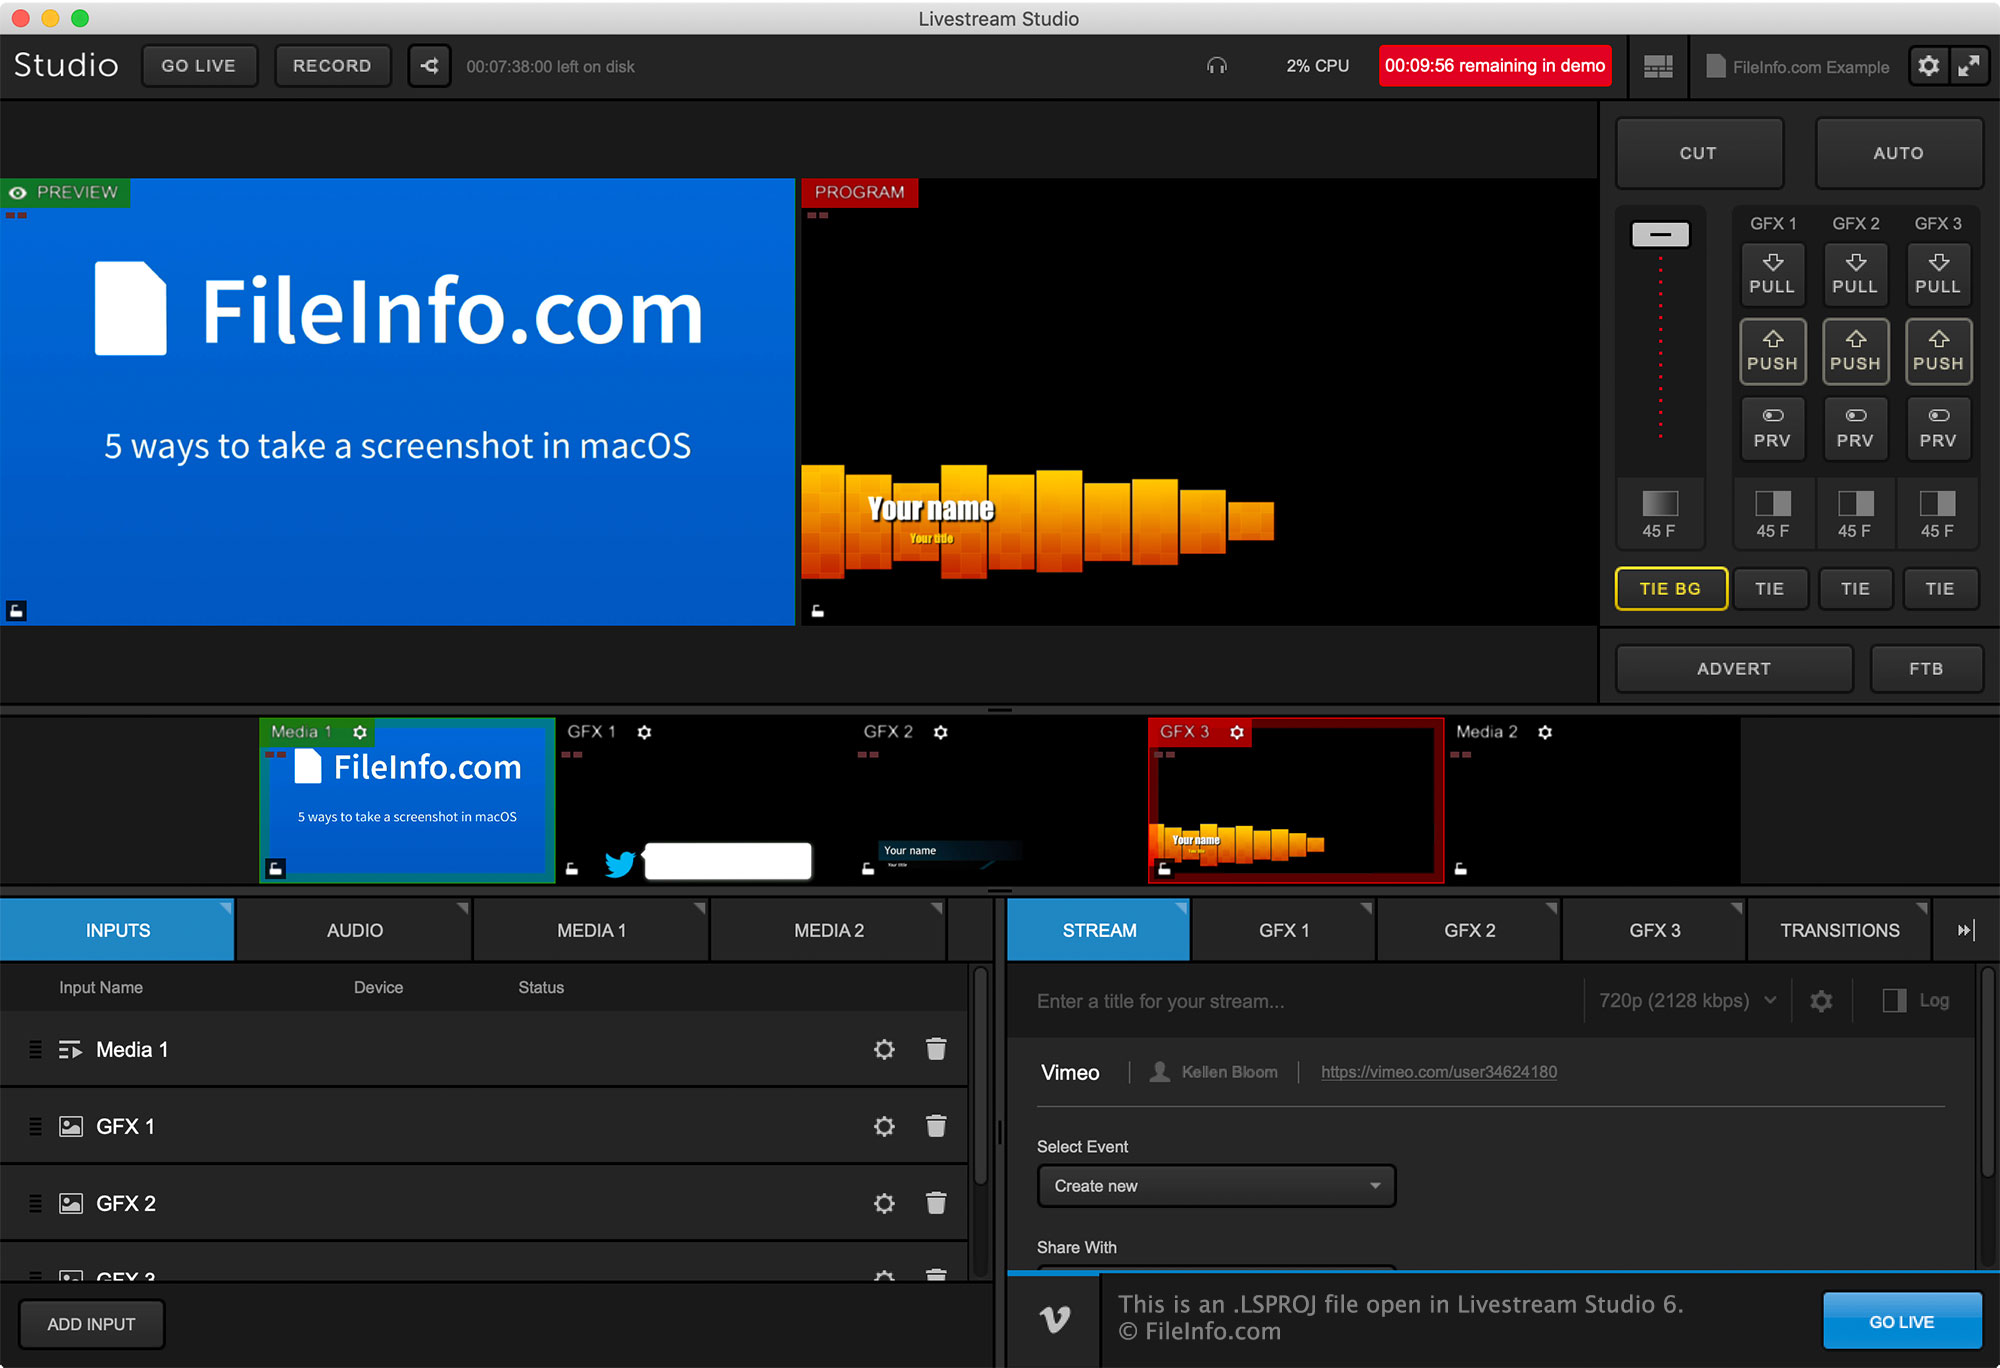 Livestream Studio
Studio
GO LIVE
RECORD
00:07:38:00 left on disk
2% CPU
00:09:56 remaining in demo
FileInfo.com Example
PREVIEW
FileInfo.com
5 ways to take a screenshot in macOS
PROGRAM
Your name
Your title
CUT
AUTO
GFX 1
GFX 2
GFX 3
PULL
PULL
PULL
PUSH
PUSH
PUSH
PRV
PRV
PRV
45 F
45 F
45 F
45 F
TIE BG
TIE
TIE
TIE
ADVERT
FTB
Media 1
FileInfo.com
5 ways to take a screenshot in macOS
GFX 1
GFX 2
Your name
Your title
GFX 3
Your name
Media 2
INPUTS
AUDIO
MEDIA 1
MEDIA 2
Input Name
Device
Status
Media 1
GFX 1
GFX 2
GFX 3
ADD INPUT
STREAM
GFX 1
GFX 2
GFX 3
TRANSITIONS
Enter a title for your stream...
720p (2128 kbps)
Log
Vimeo
Kellen Bloom
https://vimeo.com/user34624180
Select Event
Create new
Share With
This is an .LSPROJ file open in Livestream Studio 6.
© FileInfo.com
GO LIVE